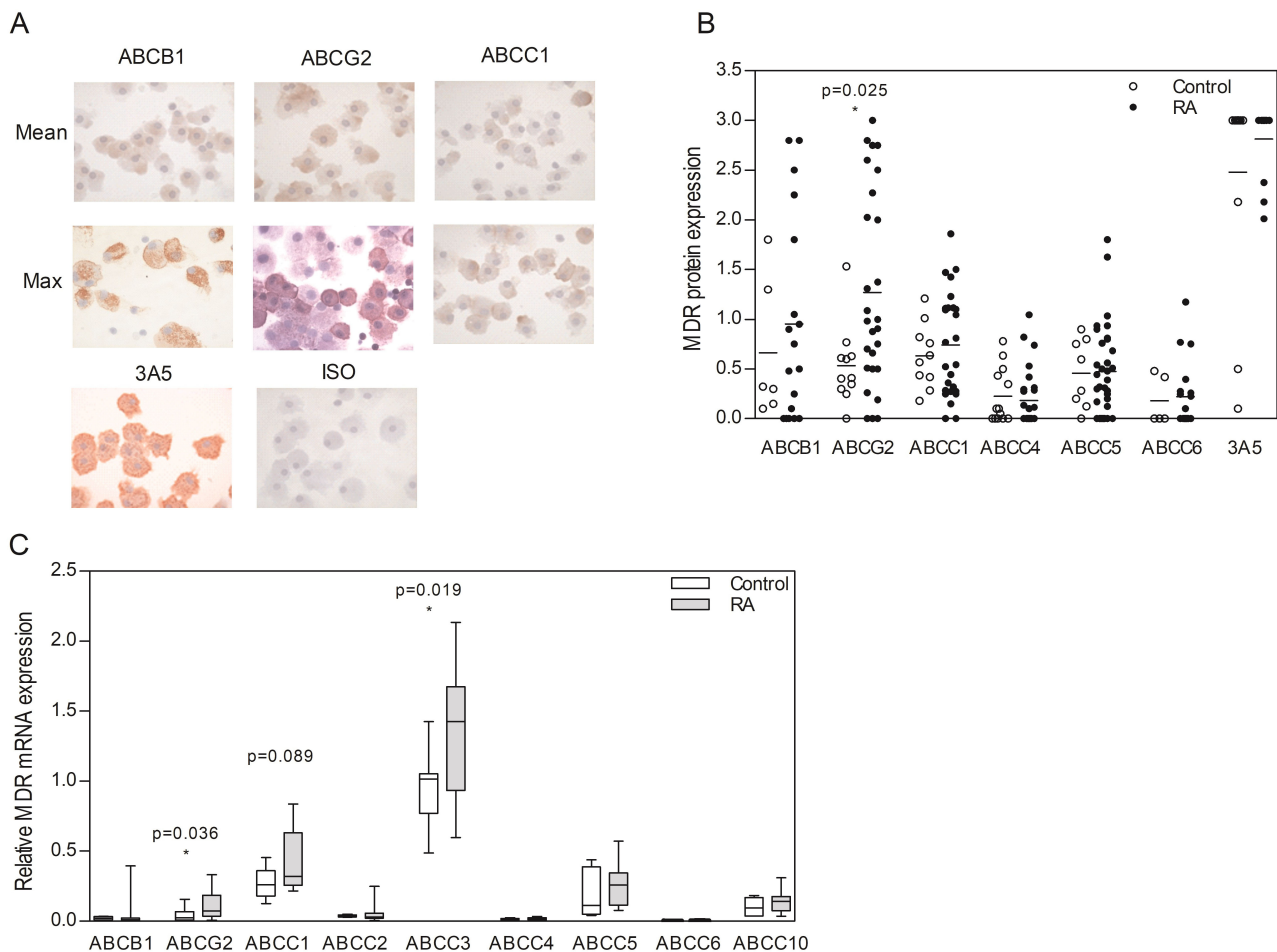 A
ABCB1 ABCG2 ABCC1
Mean
Max
3A5 ISO
B
MDR protein expression
3.5
3.0
2.5
2.0
1.5
1.0
0.5
0.0
p=0.025
*
Control
RA
ABCB1 ABCG2 ABCC1 ABCC4 ABCC5 ABCC6 3A5
C
Relative MDR mRNA expression
2.5
2.0
1.5
1.0
0.5
0.0
p=0.036
*
p=0.089
p=0.019
*
Control
RA
ABCB1 ABCG2 ABCC1 ABCC2 ABCC3 ABCC4 ABCC5 ABCC6 ABCC10